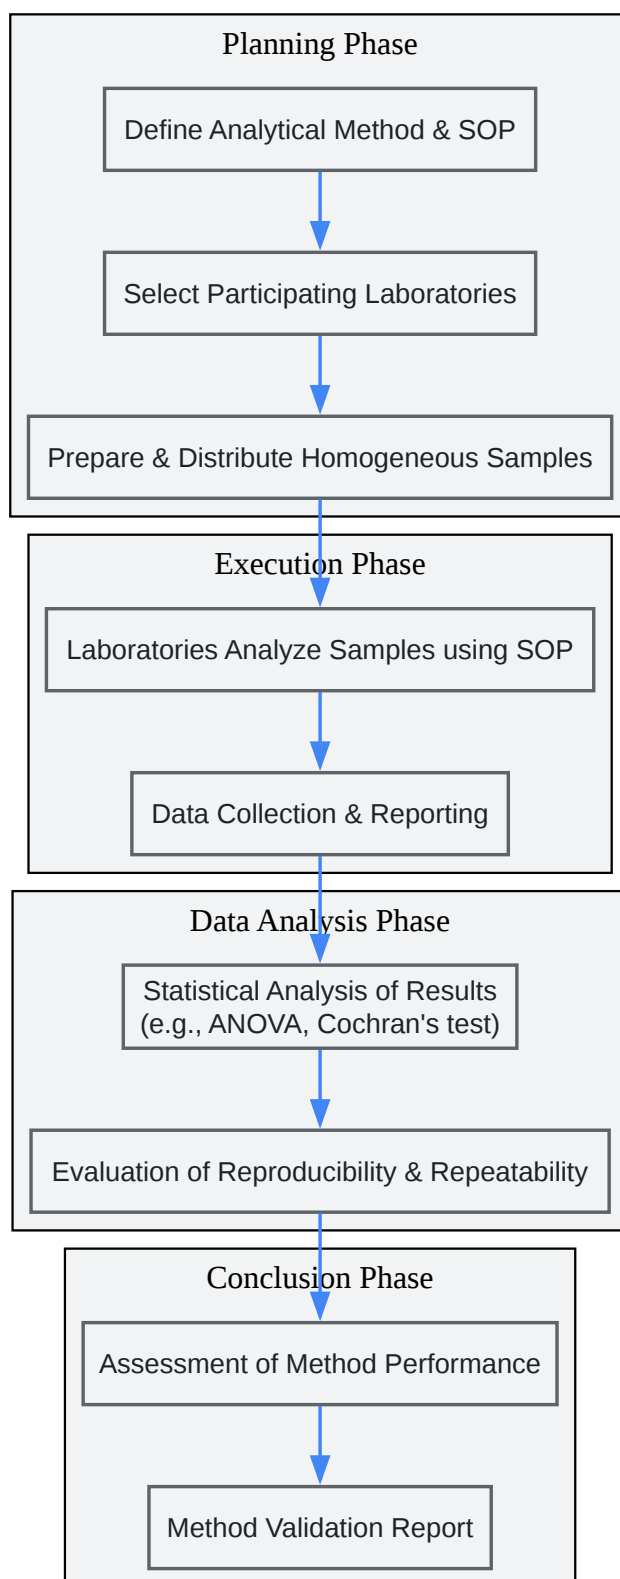 Planning Phase
Define Analytical Method & SOP
Select Participating Laboratories
Prepare & Distribute Homogeneous Samples
Execution Phase
Laboratories Analyze Samples using SOP
Data Collection & Reporting
Data Analysis Phase
Statistical Analysis of Results
(e.g., ANOVA, Cochran's test)
Evaluation of Reproducibility & Repeatability
Conclusion Phase
Assessment of Method Performance
Method Validation Report